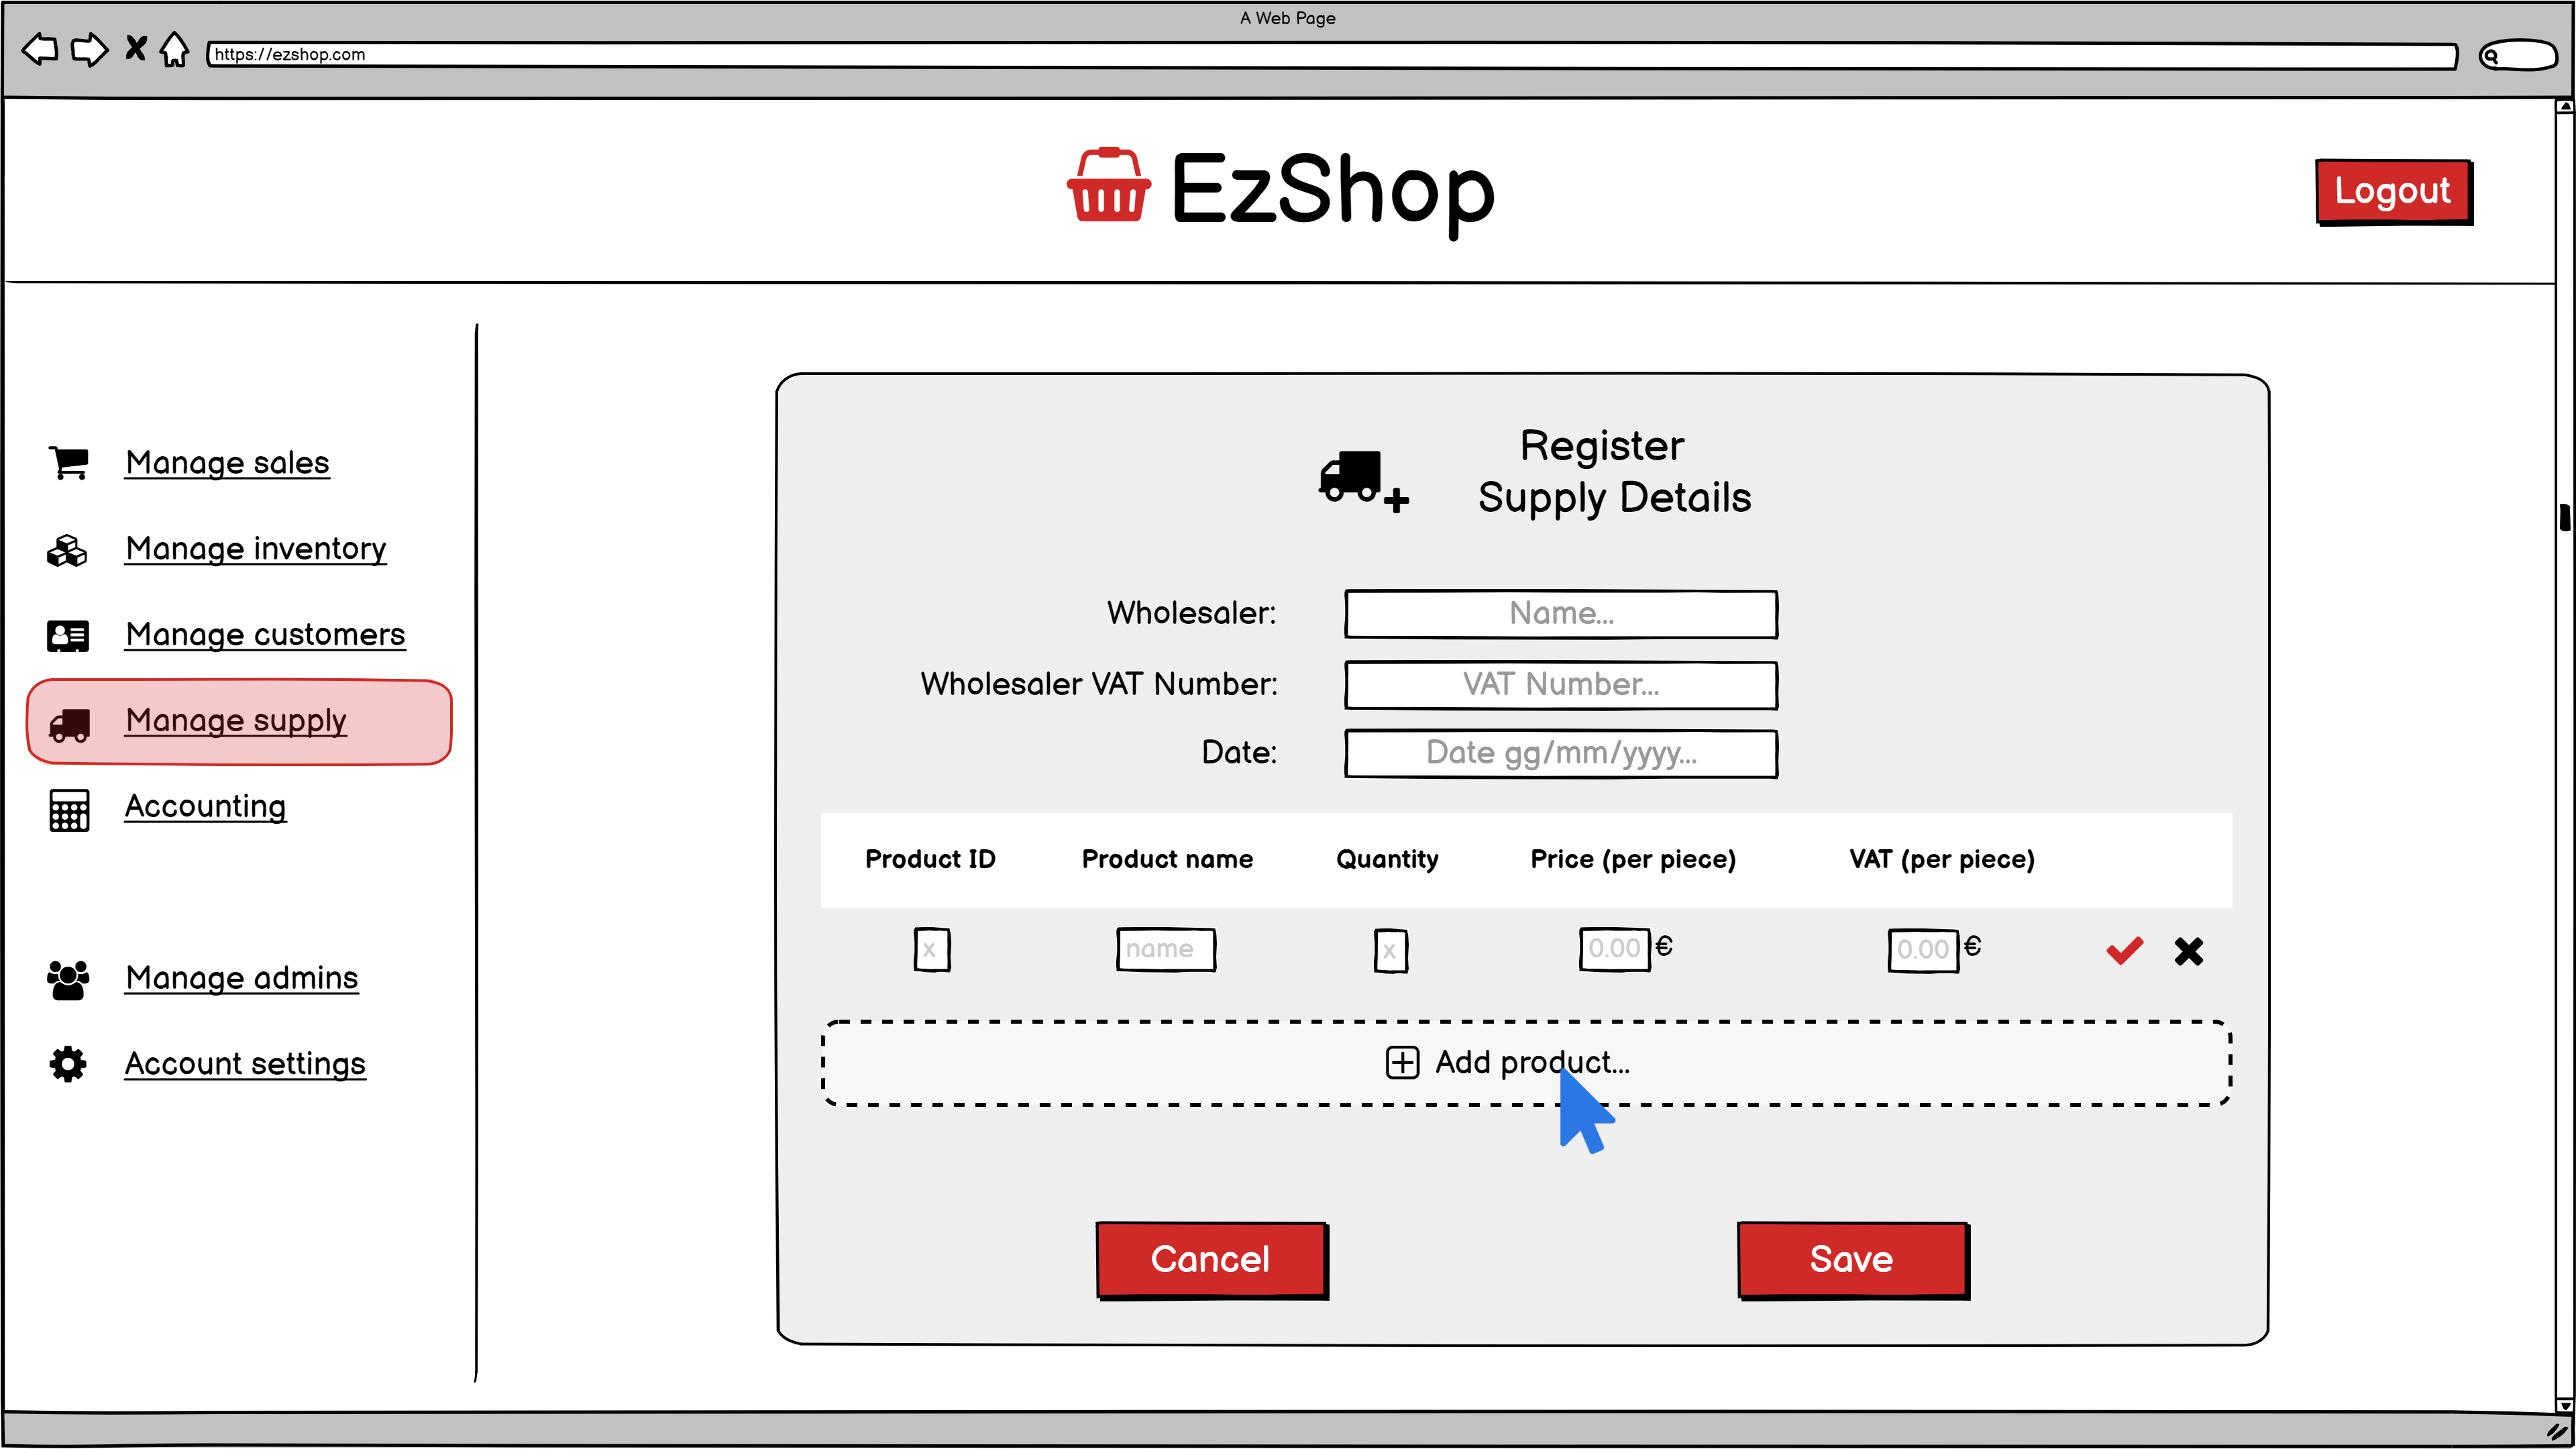 A Web Page
https://ezshop.com
EzShop
Logout
Manage sales
Manage inventory
Manage customers
Manage supply
Accounting
Manage admins
Account settings
Register
Supply Details
Wholesaler: Name...
Wholesaler VAT Number: VAT Number...
Date: Date gg/mm/yyyy...
Product ID Product name Quantity Price (per piece) VAT (per piece)
x name x 0.00 € 0.00 €
Add product...
Cancel Save